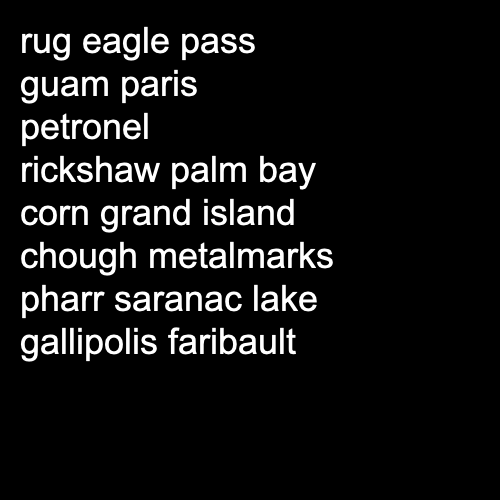 rug eagle pass
guam paris
petronel
rickshaw palm bay
corn grand island
chough metalmarks
pharr saranac lake
gallipolis faribault